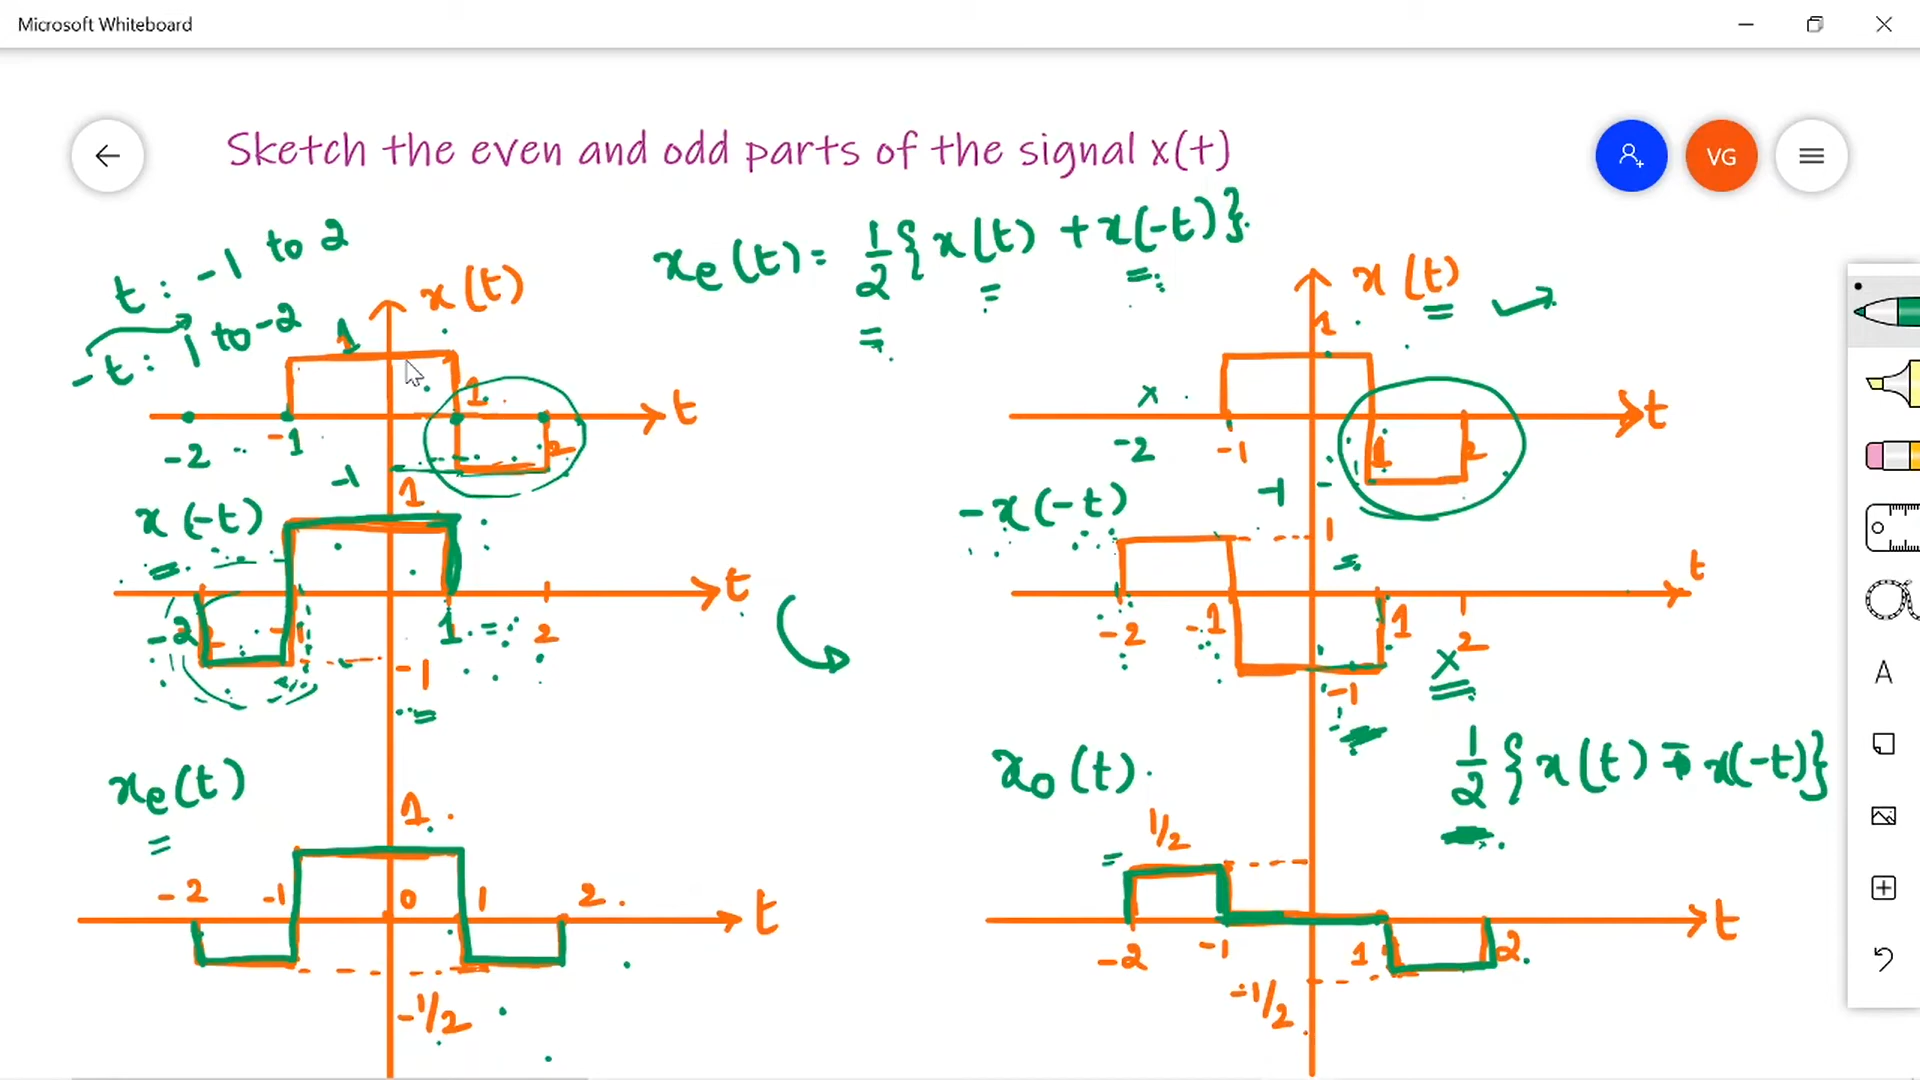 Microsoft Whiteboard
Sketch the even and odd parts of the signal x(t)
VG
t: -1 to 2
-t: 1 to -2
xe(t) = 1/2 {x(t) + x(-t)}
x(t)
1
1
2
t
-2
-1
-1
x(t)
1
x
-2
-1
1
2
t
-1
x(-t)
1
-2
-1
1
2
t
-1
-x(-t)
1
-2
-1
1
2
t
x
-1
xe(t)
1
-2
-1
0
1
2
t
-1/2
xo(t)
1/2 {x(t) - x(-t)}
1/2
-2
-1
1
2
t
-1/2
A